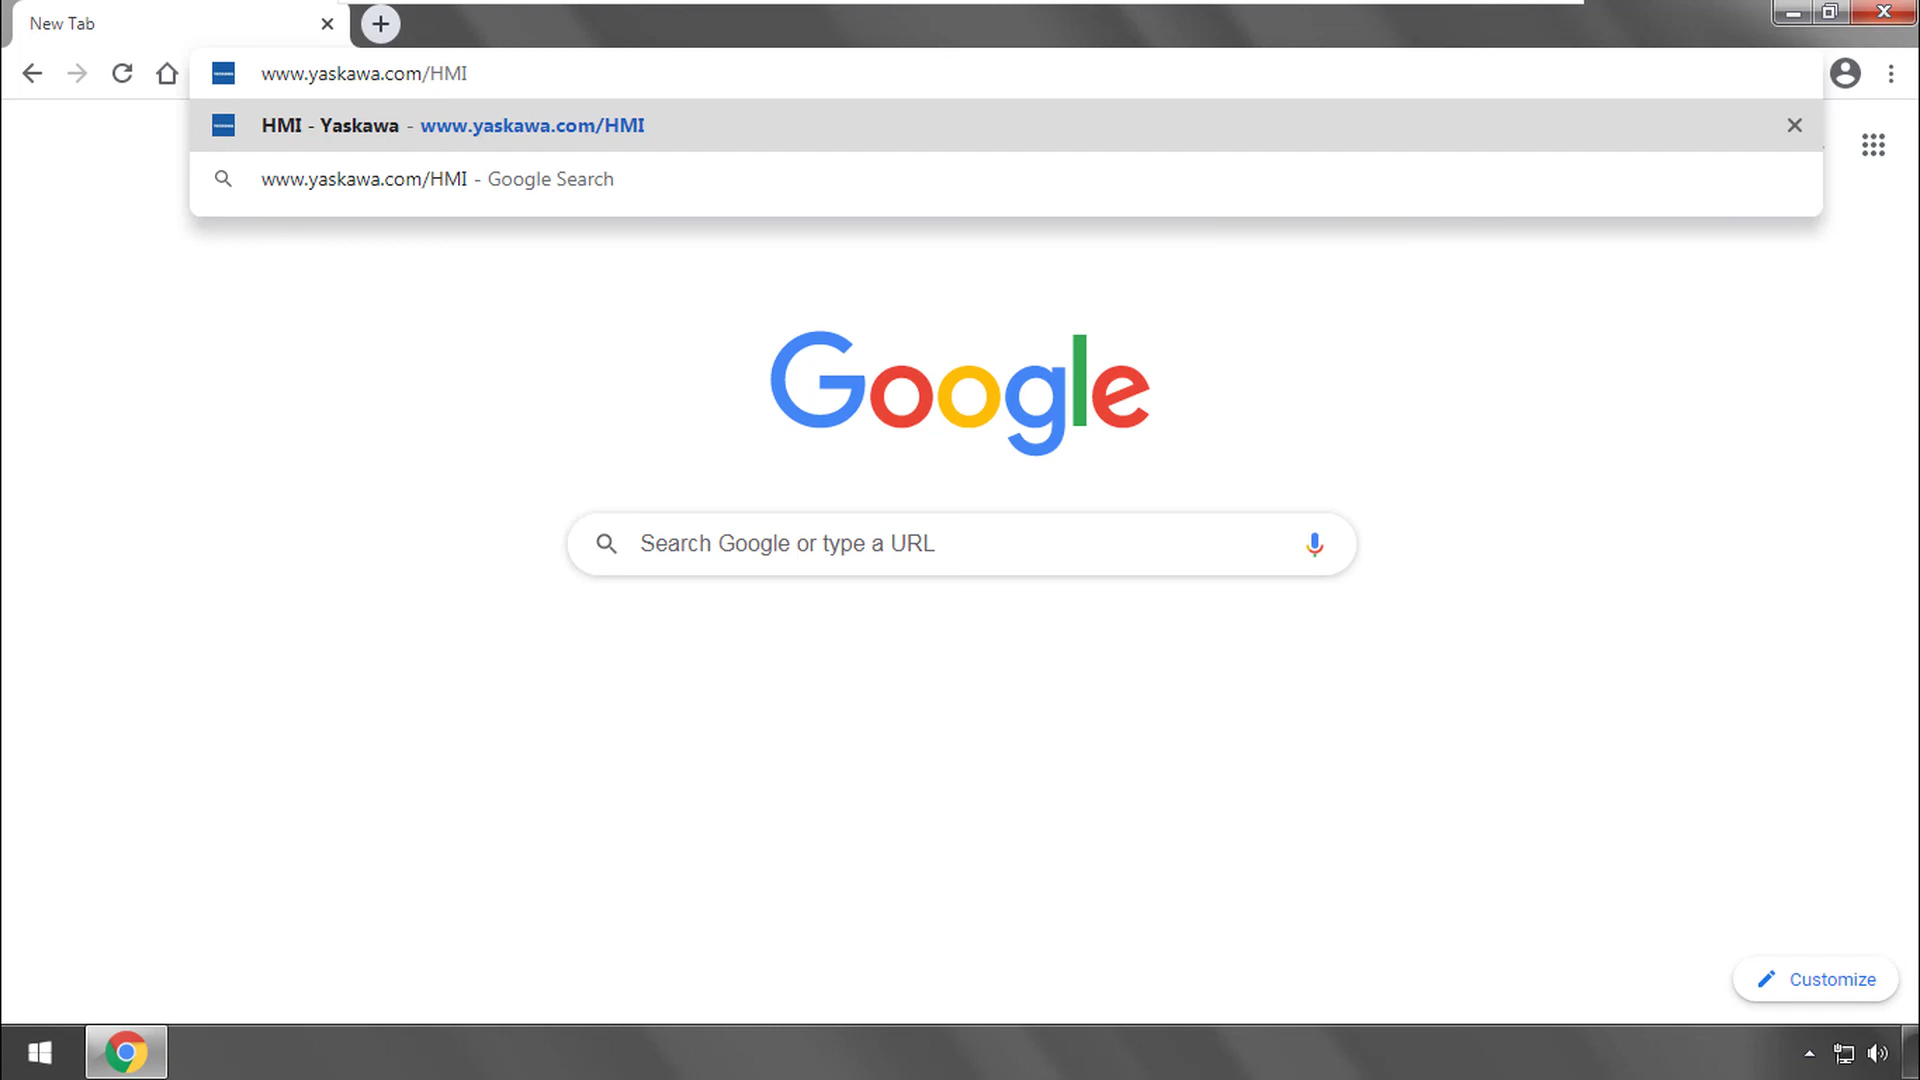 New Tab
www.yaskawa.com/HMI
HMI - Yaskawa - www.yaskawa.com/HMI
www.yaskawa.com/HMI - Google Search
Google
Search Google or type a URL
Customize